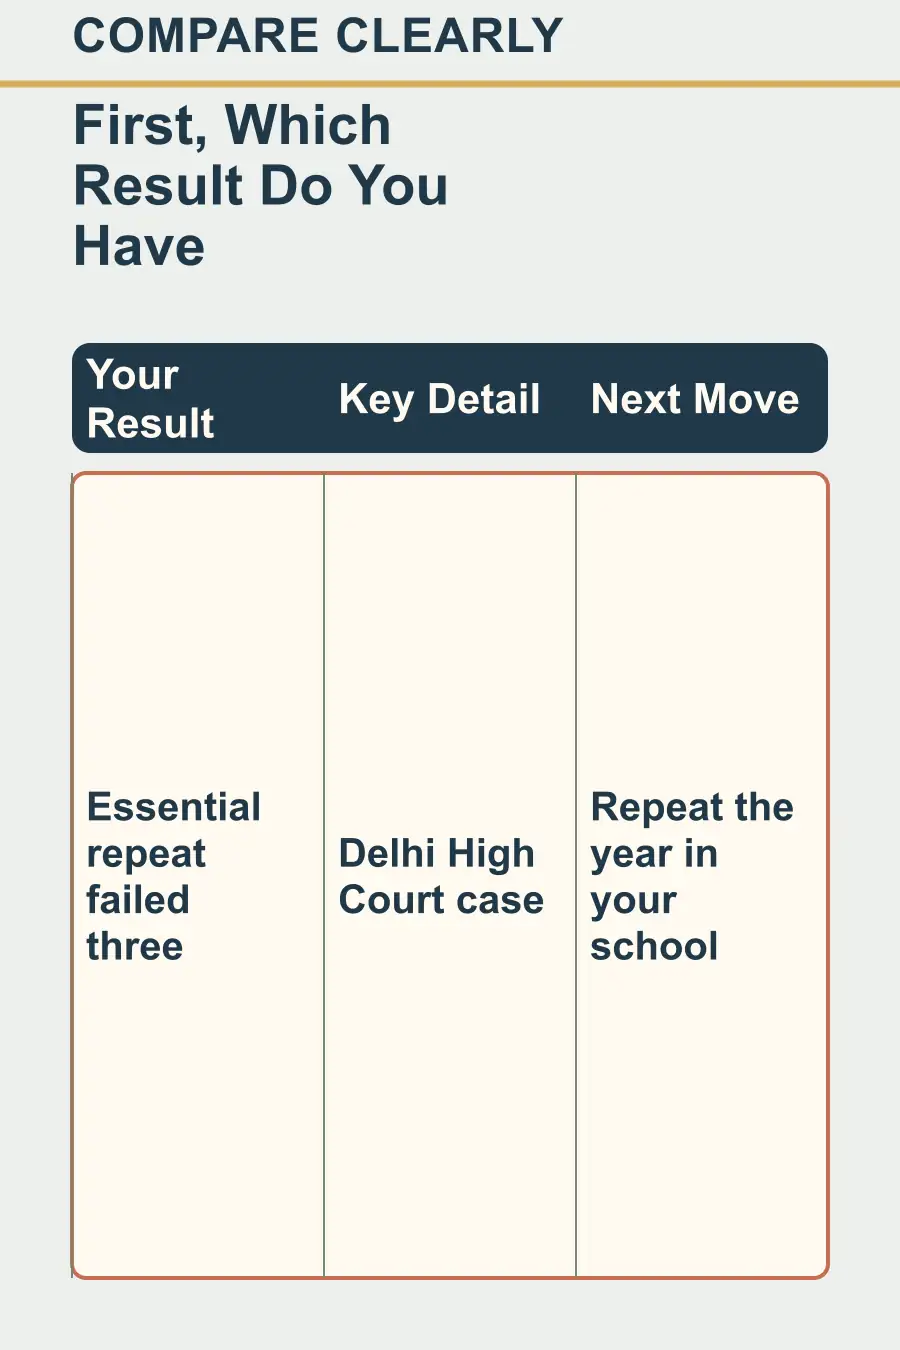 COMPARE CLEARLY
First, Which
Result Do You
Have
Your
Result
Key Detail
Next Move
Essential
repeat
failed
three
Delhi High
Court case
Repeat the
year in
your
school